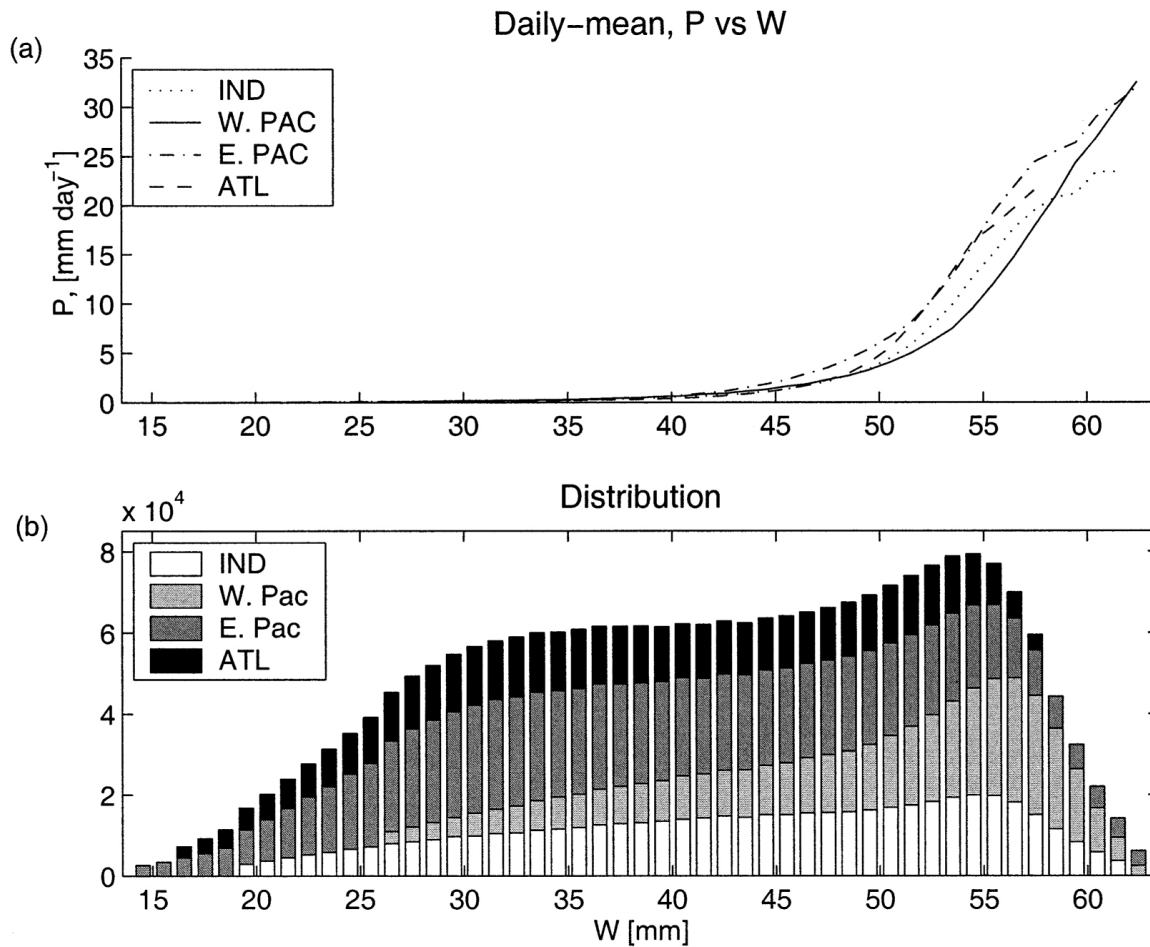 Daily-mean, P vs W
(a)
35
30
25
20
15
10
5
0
P, [mm day⁻¹]
IND
W. PAC
E. PAC
ATL
15 20 25 30 35 40 45 50 55 60
Distribution
(b)
x 10⁴
8
6
4
2
0
IND
W. Pac
E. Pac
ATL
15 20 25 30 35 40 45 50 55 60
W [mm]